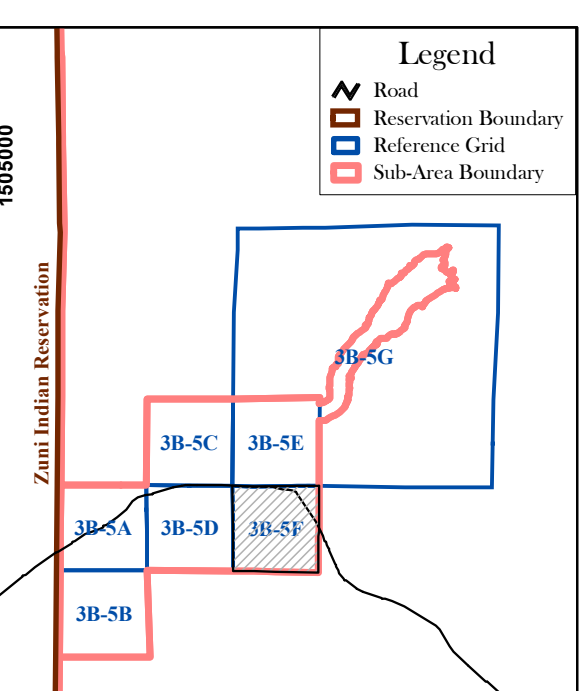 Legend
Road
Reservation Boundary
Reference Grid
Sub-Area Boundary
1505000
Zuni Indian Reservation
3B-5G
3B-5C
3B-5E
3B-5A
3B-5D
3B-5F
3B-5B